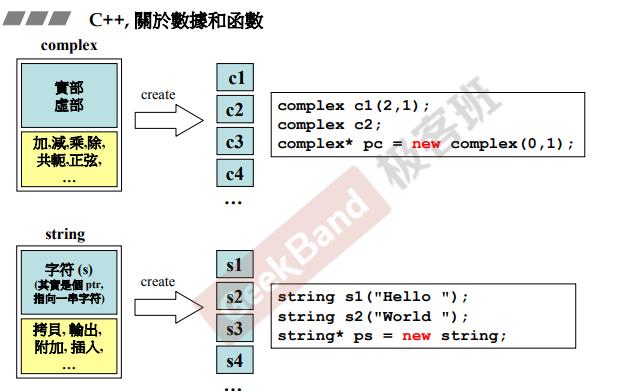 C++, 關於數據和函數
complex
實部
虛部
加,減,乘,除,
共軛,正弦,
…
create
c1
c2
c3
c4
…
complex c1(2,1);
complex c2;
complex* pc = new complex(0,1);
string
字符 (s)
(其實是個 ptr,
指向一串字符)
拷貝, 輸出,
附加, 插入,
…
create
s1
s2
s3
s4
…
string s1("Hello ");
string s2("World ");
string* ps = new string;
GeekBand 极客班